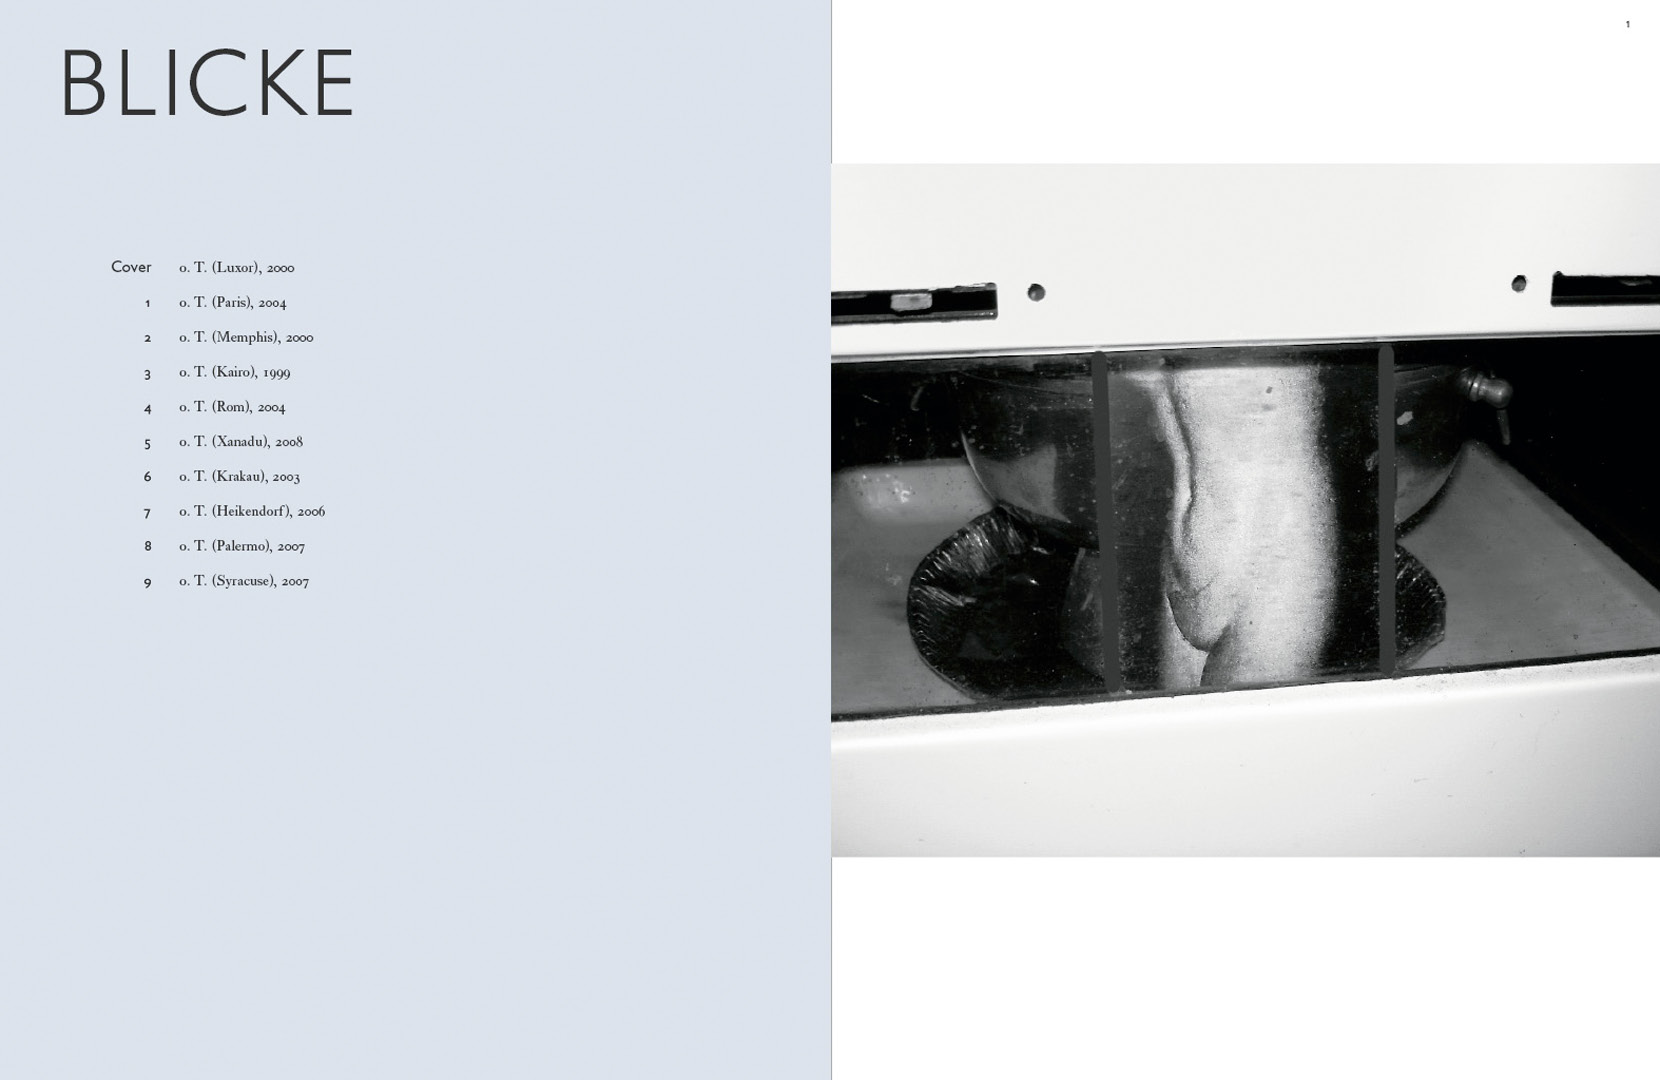 BLICKE
Cover o. T. (Luxor), 2000
1 o. T. (Paris), 2004
2 o. T. (Memphis), 2000
3 o. T. (Kairo), 1999
4 o. T. (Rom), 2004
5 o. T. (Xanadu), 2008
6 o. T. (Krakau), 2003
7 o. T. (Heikendorf), 2006
8 o. T. (Palermo), 2007
9 o. T. (Syracuse), 2007
1